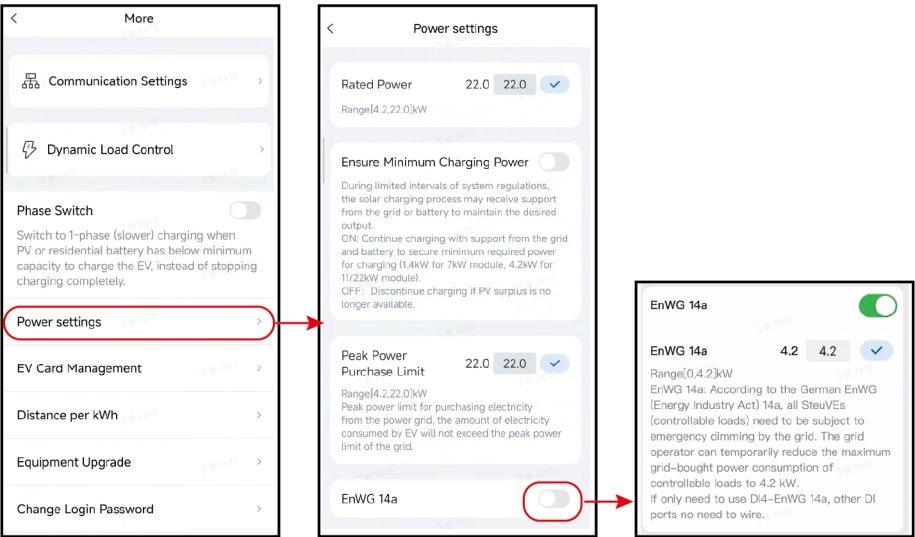 More
Communication Settings
Dynamic Load Control
Phase Switch
Switch to 1-phase (slower) charging when
PV or residential battery has below minimum
capacity to charge the EV, instead of stopping
charging completely.
Power settings
EV Card Management
Distance per kWh
Equipment Upgrade
Change Login Password
Power settings
Rated Power 22.0 22.0
Range[4.2,22.0]kW
Ensure Minimum Charging Power
During limited intervals of system regulations,
the solar charging process may receive support
from the grid or battery to maintain the desired
output.
ON: Continue charging with support from the grid
and battery to secure minimum required power
for charging (1.4kW for 7kW module, 4.2kW for
11/22kW module).
OFF: Discontinue charging if PV surplus is no
longer available.
Peak Power
Purchase Limit 22.0 22.0
Range[4.2,22.0]kW
Peak power limit for purchasing electricity
from the power grid, the amount of electricity
consumed by EV will not exceed the peak power
limit of the grid.
EnWG 14a
EnWG 14a
EnWG 14a 4.2 4.2
Range[0,4.2]kW
EnWG 14a: According to the German EnWG
(Energy Industry Act) 14a, all SteuVEs
(controllable loads) need to be subject to
emergency dimming by the grid. The grid
operator can temporarily reduce the maximum
grid-bought power consumption of
controllable loads to 4.2 kW.
If only need to use DI4-EnWG 14a, other DI
ports no need to wire.